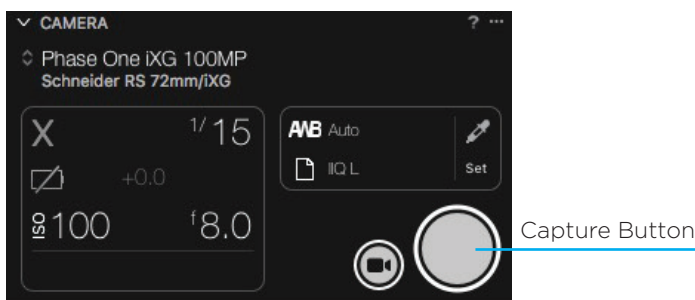 CAMERA ? ...
Phase One iXG 100MP
Schneider RS 72mm/iXG
X 1/15
AWB Auto
+0.0
IIQ L
Set
ISO 100 f8.0
Capture Button